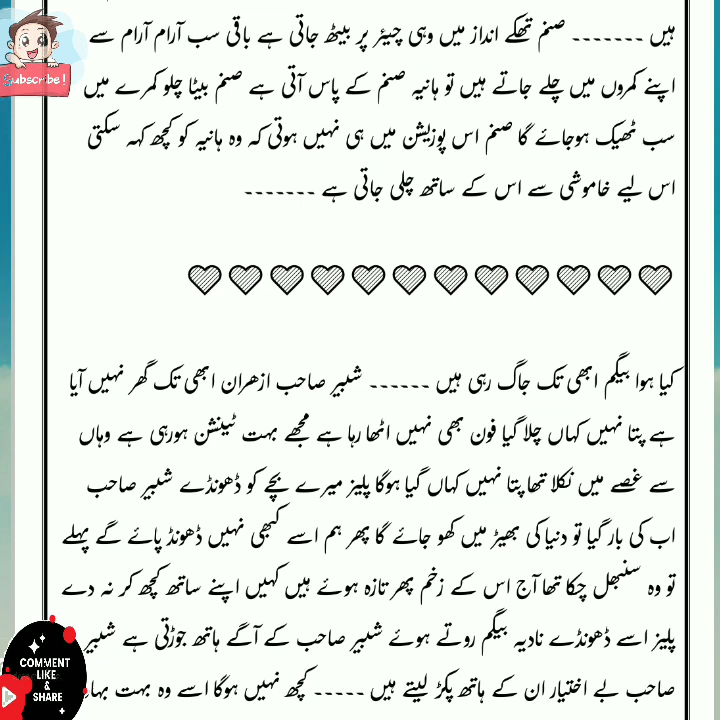 ہیں ۔۔۔۔۔۔۔ صنم تھکے انداز میں وہی چیئر پر بیٹھ جاتی ہے باقی سب آرام آرام سے
اپنے کمروں میں چلے جاتے ہیں تو ہانیہ صنم کے پاس آتی ہے صنم بیٹا چلو کمرے میں
سب ٹھیک ہوجائے گا صنم اس پوزیشن میں ہی نہیں ہوتی کہ وہ ہانیہ کو کچھ کہہ سکتی
اس لیے خاموشی سے اس کے ساتھ چلی جاتی ہے ۔۔۔۔۔۔۔
کیا ہوا بیگم ابھی تک جاگ رہی ہیں ۔۔۔۔۔۔ شبیر صاحب ازھران ابھی تک گھر نہیں آیا
ہے پتا نہیں کہاں چلا گیا فون بھی نہیں اٹھا رہا ہے مجھے بہت ٹینشن ہورہی ہے وہاں
سے غصے میں نکلا تھا پتا نہیں کہاں گیا ہوگا پلیز میرے بچے کو ڈھونڈے شبیر صاحب
اب کی بار گیا تو دنیا کی بھیڑ میں کھو جائے گا پھر ہم اسے کبھی نہیں ڈھونڈ پائے گے پہلے
تو وہ سنبھل چکا تھا آج اس کے زخم پھر تازہ ہوئے ہیں کہیں اپنے ساتھ کچھ کر نہ دے
پلیز اسے ڈھونڈے نادیہ بیگم روتے ہوئے شبیر صاحب کے آگے ہاتھ جوڑتی ہے شبیر
صاحب بے اختیار ان کے ہاتھ پکڑ لیتے ہیں ۔۔۔۔۔ کچھ نہیں ہوگا اسے وہ بہت
Subscribe!
COMMENT
LIKE
&
SHARE